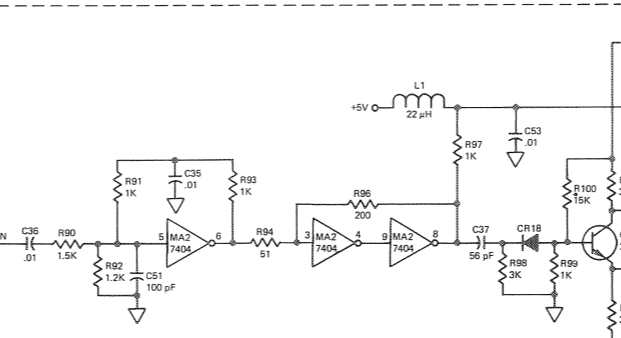 L1
+5V
22 µH
C53
.01
R97
1K
R91
1K
C35
.01
R93
1K
R96
200
R100
15K
N
C36
.01
R90
1.5K
5
MA2
7404
6
R94
51
3
MA2
7404
4
9
MA2
7404
8
C37
56 pF
CR18
R92
1.2K
C51
100 pF
R98
3K
R99
1K